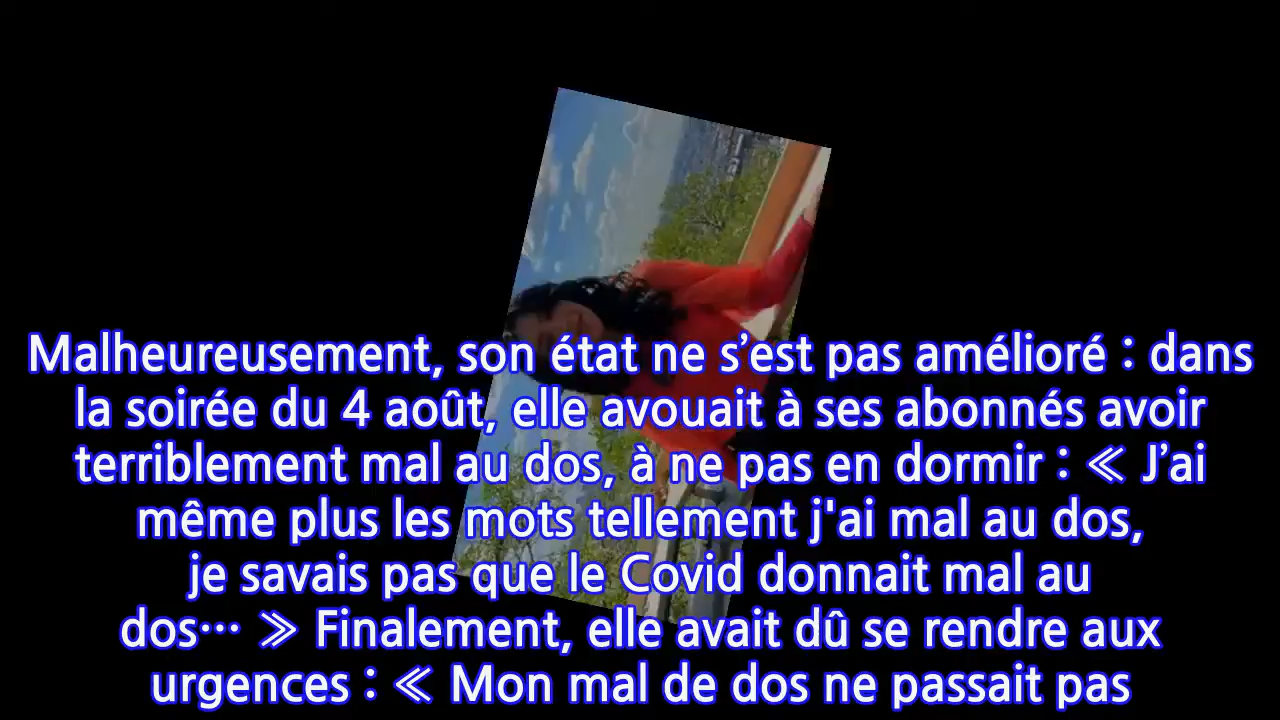 Malheureusement, son état ne s’est pas amélioré : dans
la soirée du 4 août, elle avouait à ses abonnés avoir
terriblement mal au dos, à ne pas en dormir : ≪ J’ai
même plus les mots tellement j'ai mal au dos,
je savais pas que le Covid donnait mal au
dos… ≫ Finalement, elle avait dû se rendre aux
urgences : ≪ Mon mal de dos ne passait pas